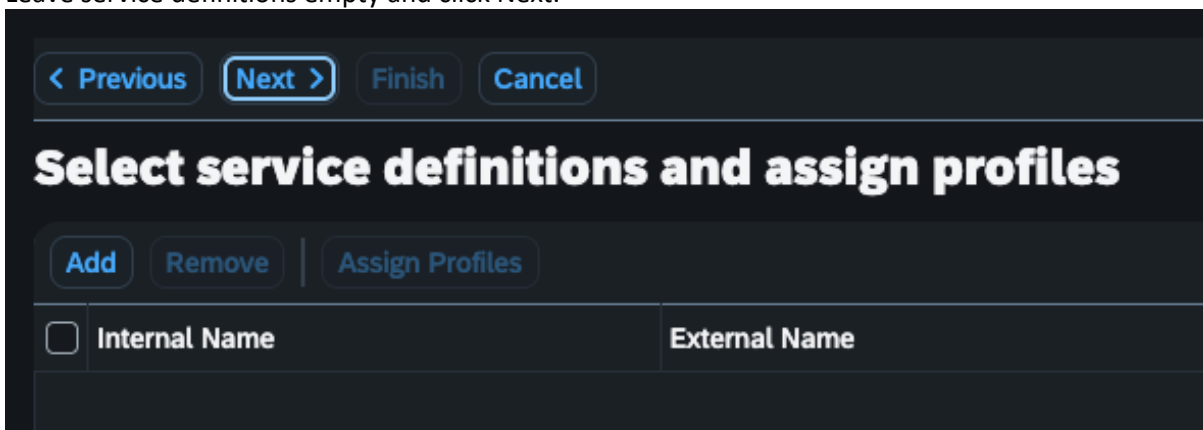 Leave service definitions empty and click Next.
< Previous Next > Finish Cancel
Select service definitions and assign profiles
Add Remove Assign Profiles
Internal Name External Name